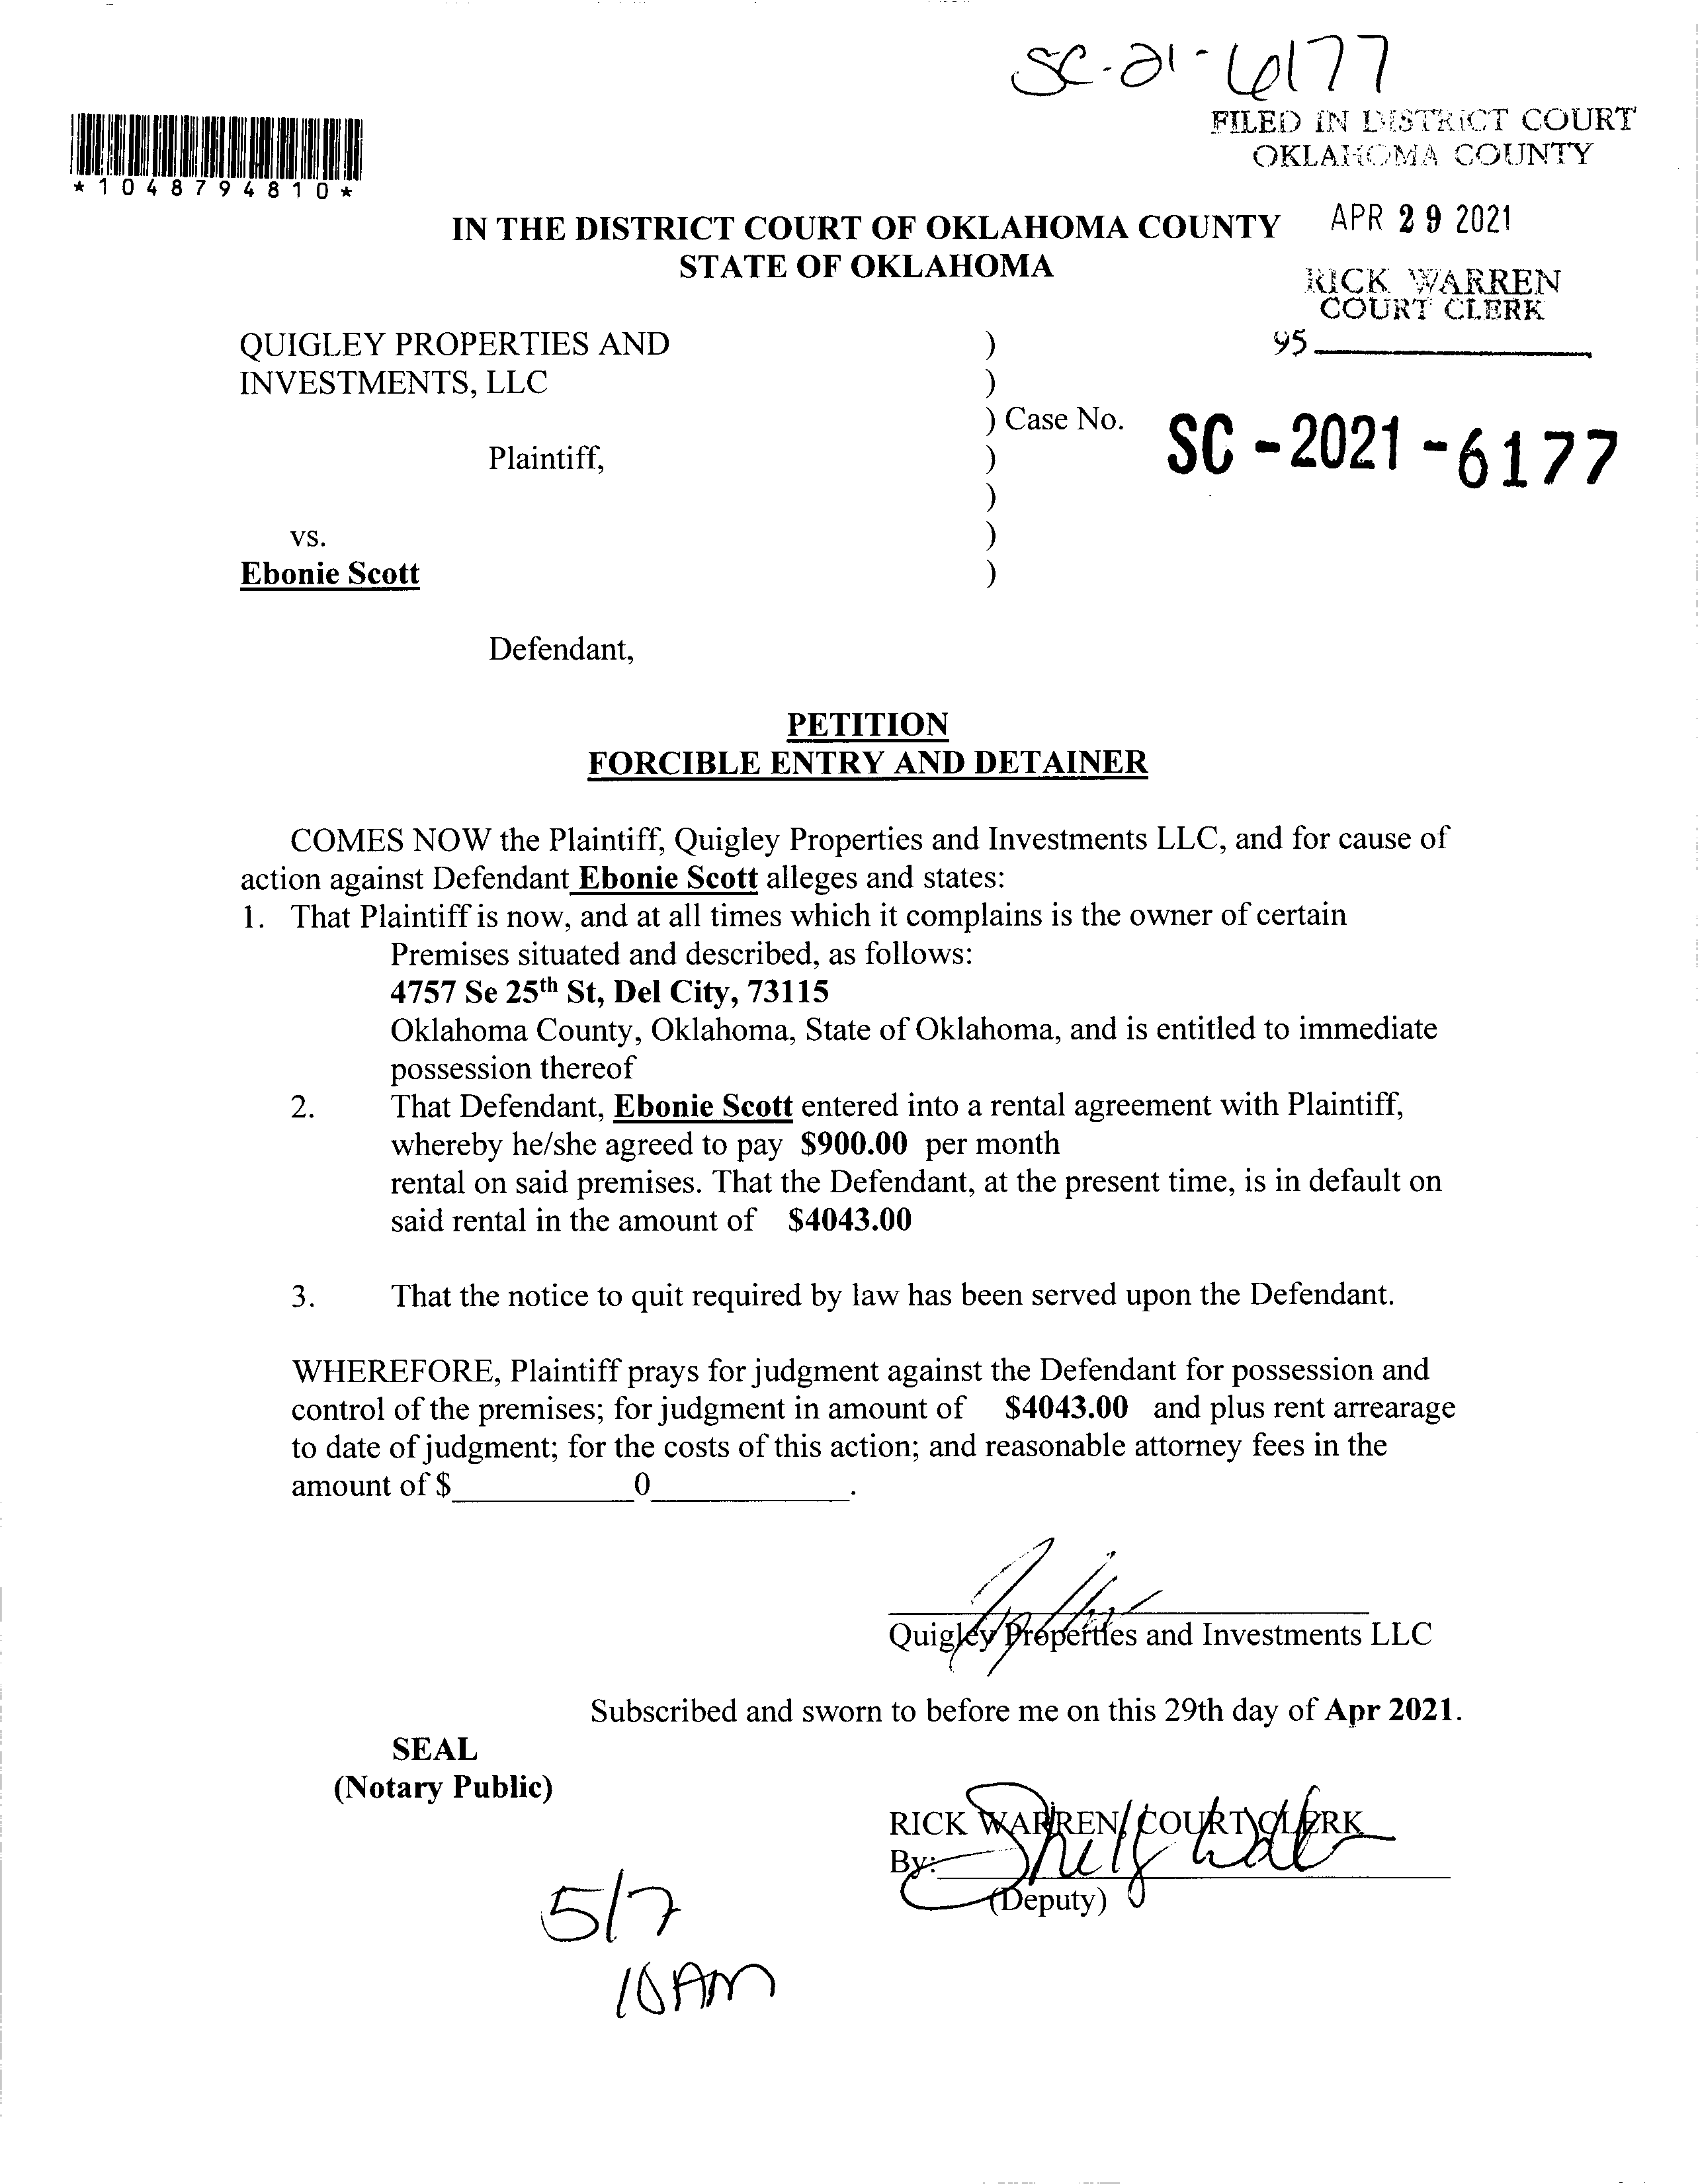 SC-21-6177
FILED IN DISTRICT COURT
OKLAHOMA COUNTY
*1048794810*
APR 29 2021
IN THE DISTRICT COURT OF OKLAHOMA COUNTY
STATE OF OKLAHOMA
RICK WARREN
COURT CLERK
95
QUIGLEY PROPERTIES AND )
INVESTMENTS, LLC )
) Case No. SC-2021-6177
Plaintiff, )
)
vs. )
Ebonie Scott )
Defendant,
PETITION
FORCIBLE ENTRY AND DETAINER
COMES NOW the Plaintiff, Quigley Properties and Investments LLC, and for cause of
action against Defendant Ebonie Scott alleges and states:
1. That Plaintiff is now, and at all times which it complains is the owner of certain
Premises situated and described, as follows:
4757 Se 25th St, Del City, 73115
Oklahoma County, Oklahoma, State of Oklahoma, and is entitled to immediate
possession thereof
2. That Defendant, Ebonie Scott entered into a rental agreement with Plaintiff,
whereby he/she agreed to pay $900.00 per month
rental on said premises. That the Defendant, at the present time, is in default on
said rental in the amount of $4043.00
3. That the notice to quit required by law has been served upon the Defendant.
WHEREFORE, Plaintiff prays for judgment against the Defendant for possession and
control of the premises; for judgment in amount of $4043.00 and plus rent arrearage
to date of judgment; for the costs of this action; and reasonable attorney fees in the
amount of $____________0_____________.
Quigley Properties and Investments LLC
Subscribed and sworn to before me on this 29th day of Apr 2021.
SEAL
(Notary Public)
RICK WARREN, COURT CLERK
By:
(Deputy)
5/7
10 AM